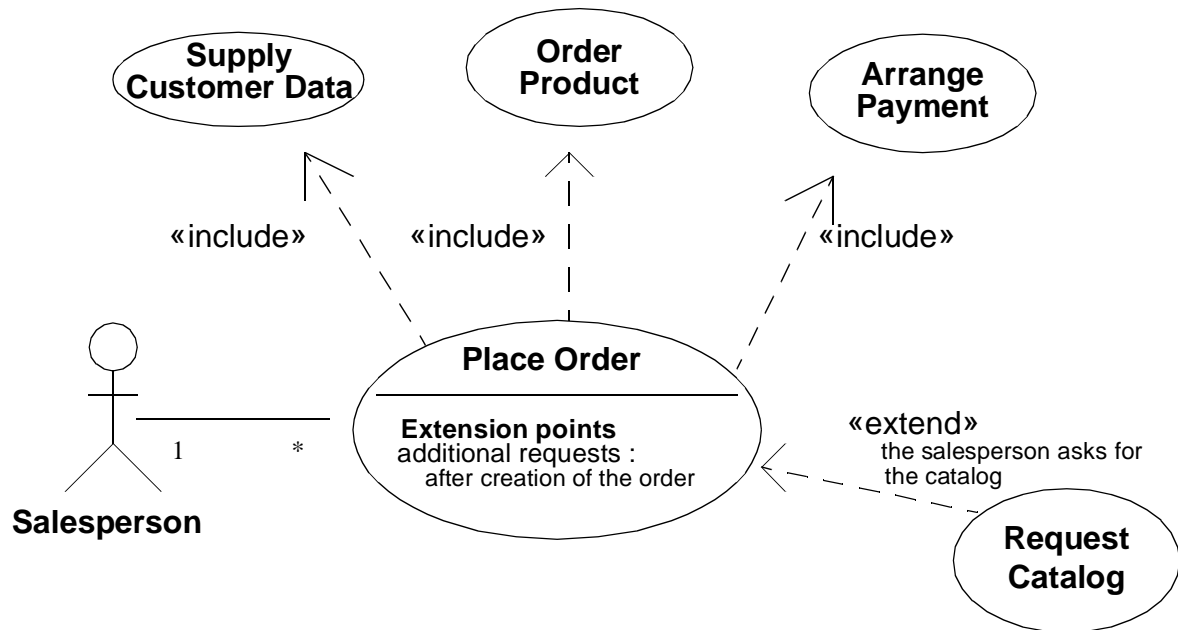 Supply
Customer Data
Order
Product
Arrange
Payment
«include»
«include»
«include»
Place Order
Extension points
additional requests :
after creation of the order
1
*
Salesperson
«extend»
the salesperson asks for
the catalog
Request
Catalog